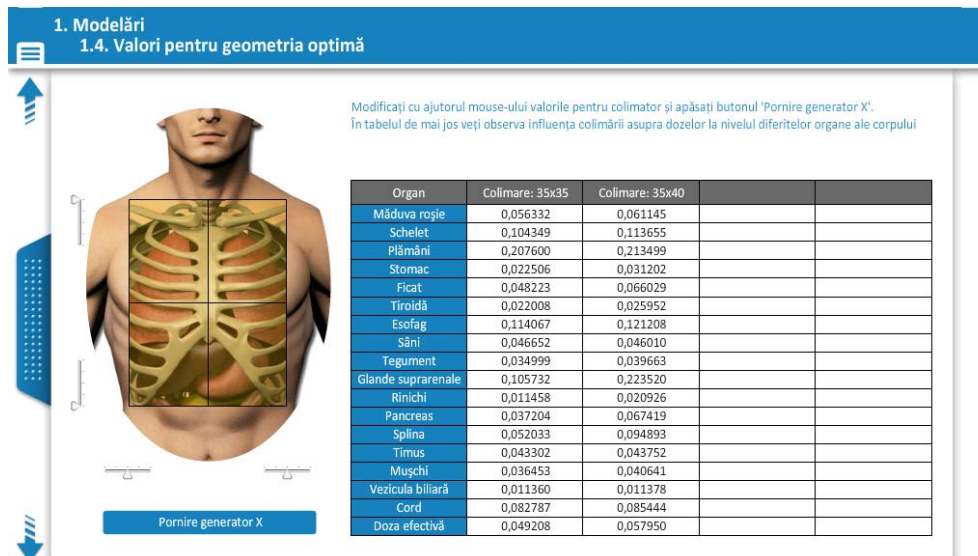 1. Modelări
1.4. Valori pentru geometria optimă
Modificați cu ajutorul mouse-ului valorile pentru colimator și apăsați butonul 'Pornire generator X'.
În tabelul de mai jos veți observa influența colimării asupra dozelor la nivelul diferitelor organe ale corpului
Organ Colimare: 35x35 Colimare: 35x40
Măduva roşie 0,056332 0,061145
Schelet 0,104349 0,113655
Plămâni 0,207600 0,213499
Stomac 0,022506 0,031202
Ficat 0,048223 0,066029
Tiroidă 0,022008 0,025952
Esofag 0,114067 0,121208
Sâni 0,046652 0,046010
Tegument 0,034999 0,039663
Glande suprarenale 0,105732 0,223520
Rinichi 0,011458 0,020926
Pancreas 0,037204 0,067419
Splina 0,052033 0,094893
Timus 0,043302 0,043752
Muşchi 0,036453 0,040641
Vezicula biliară 0,011360 0,011378
Cord 0,082787 0,085444
Doza efectivă 0,049208 0,057950
Pornire generator X